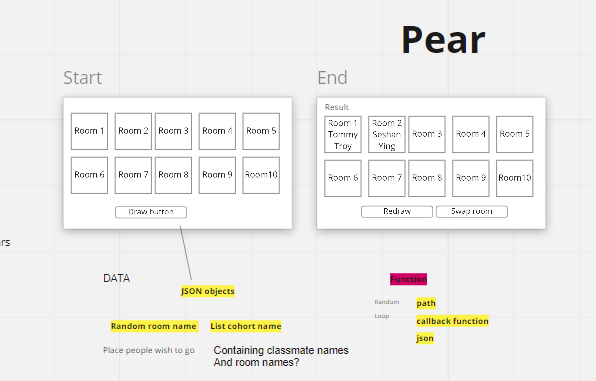 Pear
Start
End
Room 1
Room 2
Room 3
Room 4
Room 5
Room 6
Room 7
Room 8
Room 9
Room10
Draw button
Result
Room 1
Tommy
Troy
Room 2
Seshan
Ying
Room 3
Room 4
Room 5
Room 6
Room 7
Room 8
Room 9
Room10
Redraw
Swap room
DATA
JSON objects
Random room name
List cohort name
Place people wish to go
Containing classmate names
And room names?
Function
Random
path
Loop
callback function
json